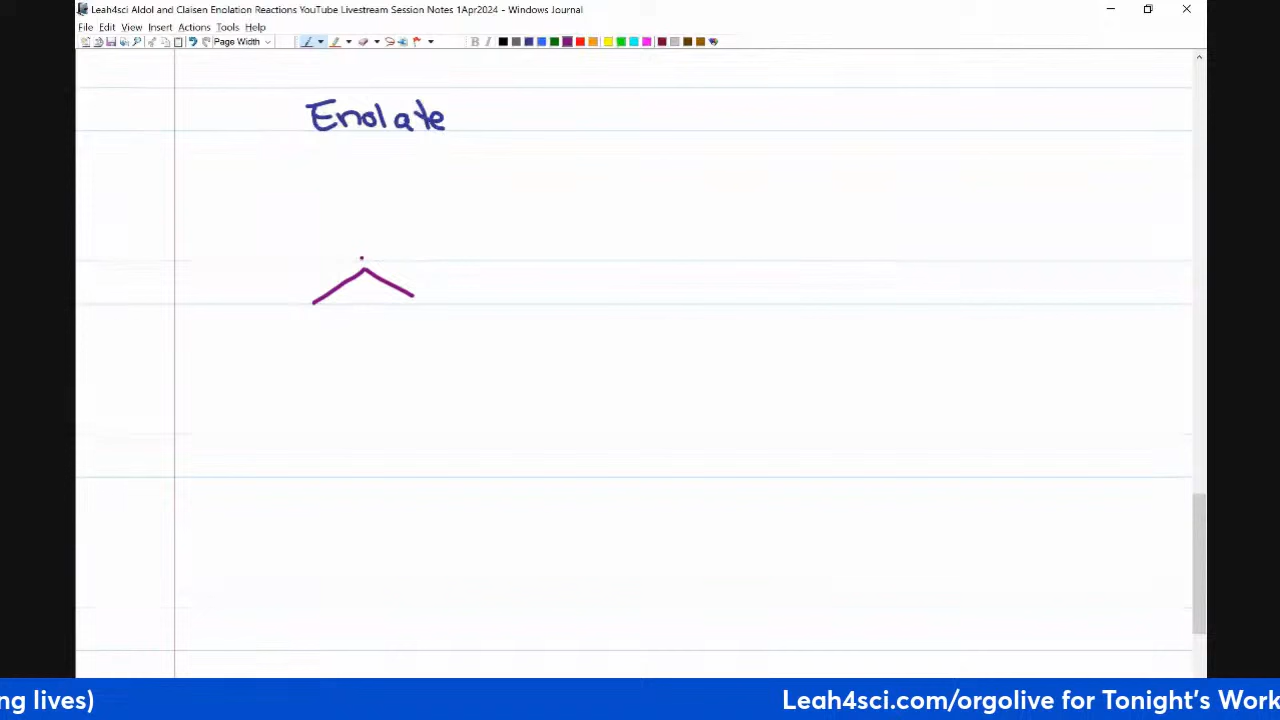 Leah4sci Aldol and Claisen Enolation Reactions YouTube Livestream Session Notes 1Apr2024 - Windows Journal
File Edit View Insert Actions Tools Help
Page Width B I
Enolate
ng lives) Leah4sci.com/orgolive for Tonight's Work